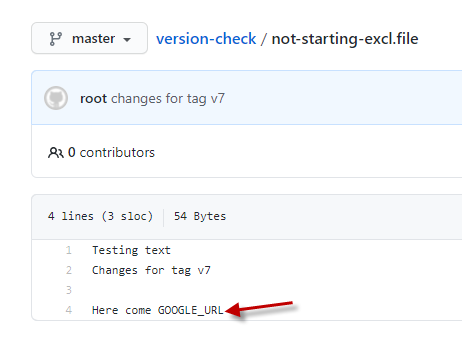 master version-check / not-starting-excl.file
root changes for tag v7
0 contributors
4 lines (3 sloc) 54 Bytes
1 Testing text
2 Changes for tag v7
3
4 Here come GOOGLE_URL